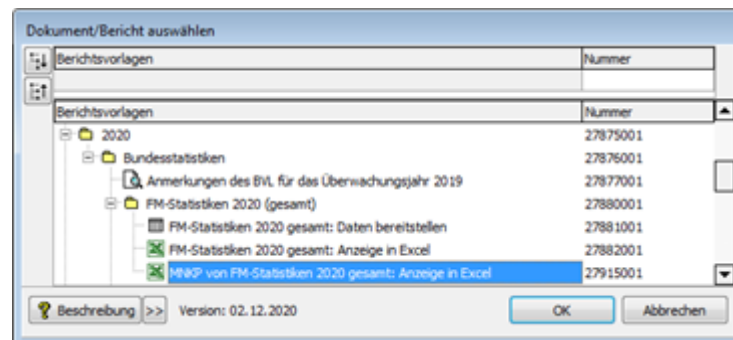 Dokument/Bericht auswählen
Berichtsvorlagen Nummer
Berichtsvorlagen Nummer
2020 27875001
Bundesstatistiken 27876001
Anmerkungen des BVL für das Überwachungsjahr 2019 27877001
FM-Statistiken 2020 (gesamt) 27880001
FM-Statistiken 2020 gesamt: Daten bereitstellen 27881001
FM-Statistiken 2020 gesamt: Anzeige in Excel 27882001
MNKP von FM-Statistiken 2020 gesamt: Anzeige in Excel 27915001
Beschreibung >> Version: 02.12.2020 OK Abbrechen